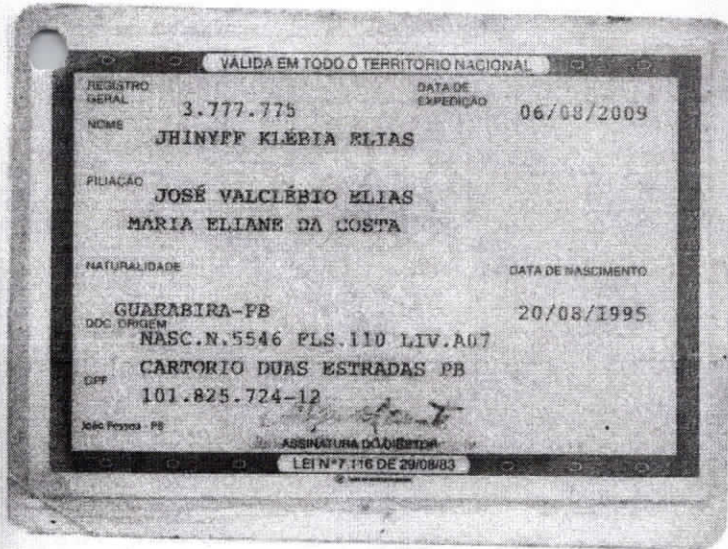 VÁLIDA EM TODO O TERRITÓRIO NACIONAL
REGISTRO GERAL 3.777.775 DATA DE EXPEDIÇÃO 06/08/2009
NOME JHINYFF KLÉBIA ELIAS
FILIAÇÃO JOSÉ VALCLÉBIO ELIAS
MARIA ELIANE DA COSTA
NATURALIDADE DATA DE NASCIMENTO
GUARABIRA-PB 20/08/1995
DOC. ORIGEM NASC.N.5546 FLS.110 LIV.A07
CARTORIO DUAS ESTRADAS PB
CPF 101.825.724-12
João Pessoa - PB
ASSINATURA DO DIRETOR
LEI Nº 7.116 DE 29/08/83